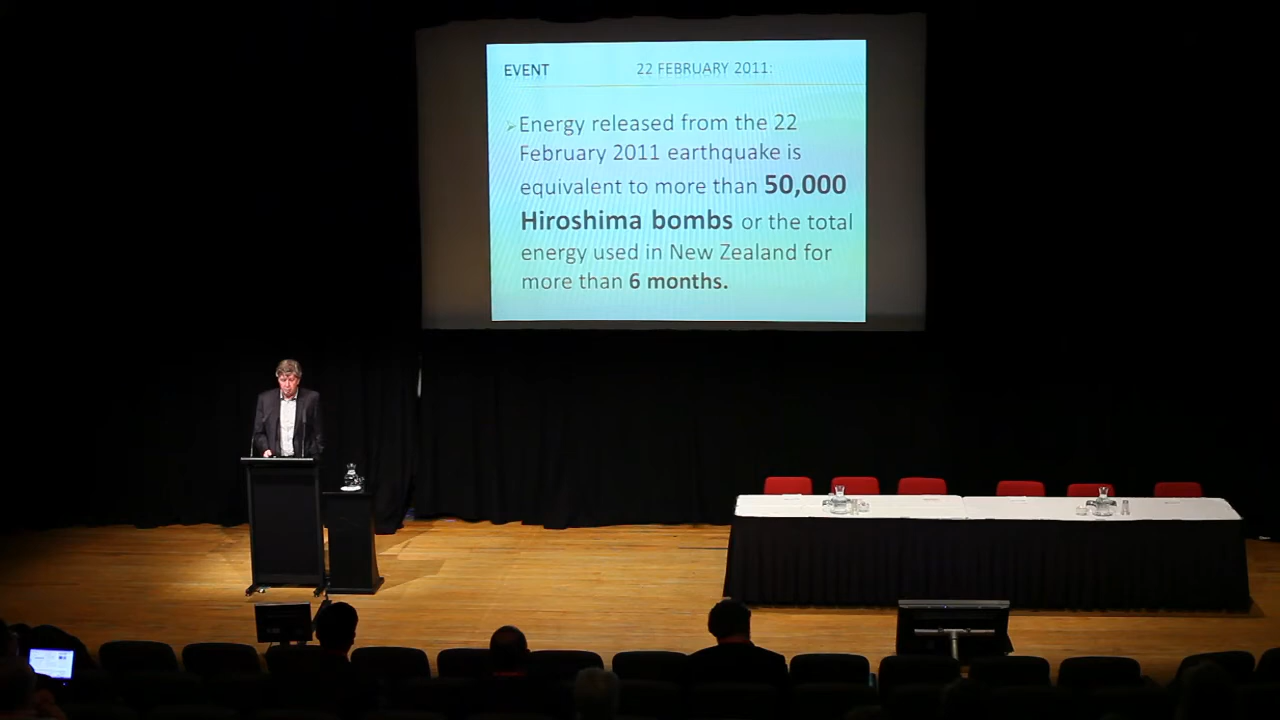 EVENT 22 FEBRUARY 2011:
➢Energy released from the 22
February 2011 earthquake is
equivalent to more than 50,000
Hiroshima bombs or the total
energy used in New Zealand for
more than 6 months.